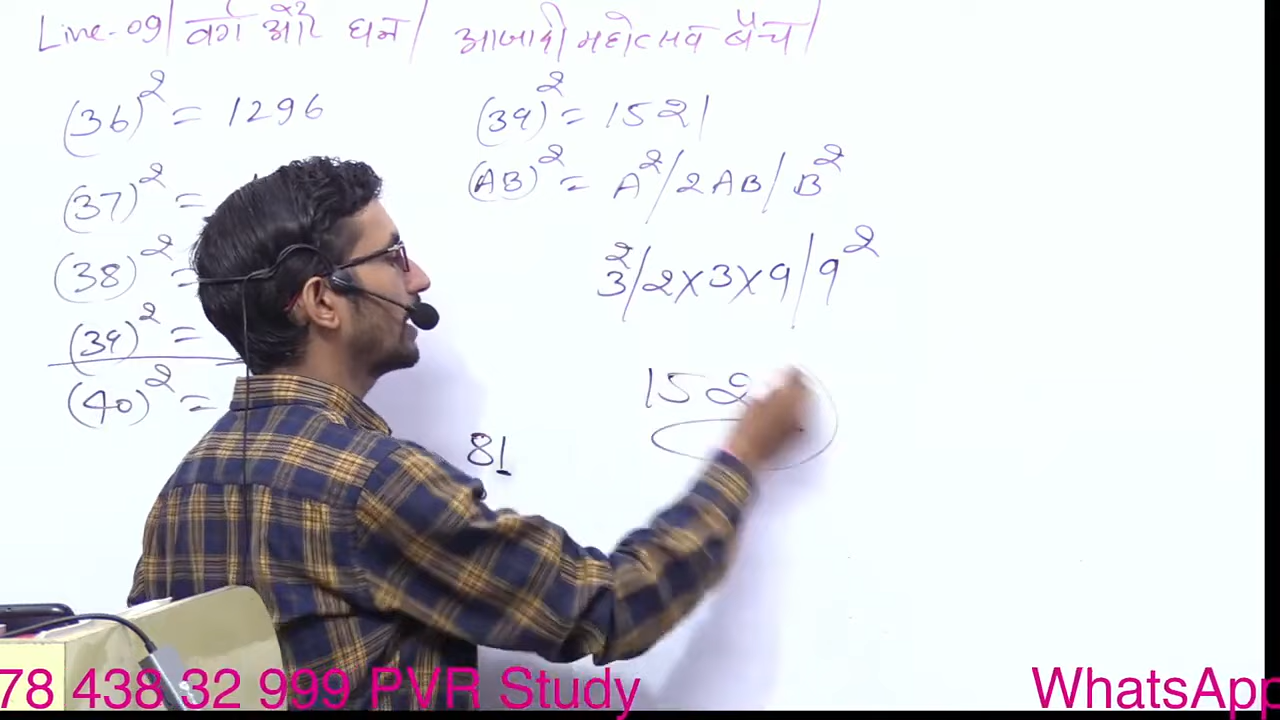 Line-09/ वर्ग और घन/ आजादी महोत्सव बैच/
(36)² = 1296
(37)² =
(38)² =
(39)² =
(40)² =
(39)² = 1521
(AB)² = A²/2AB/B²
3²/2×3×9/9²
152
81
78 438 32 999 PVR Study WhatsApp